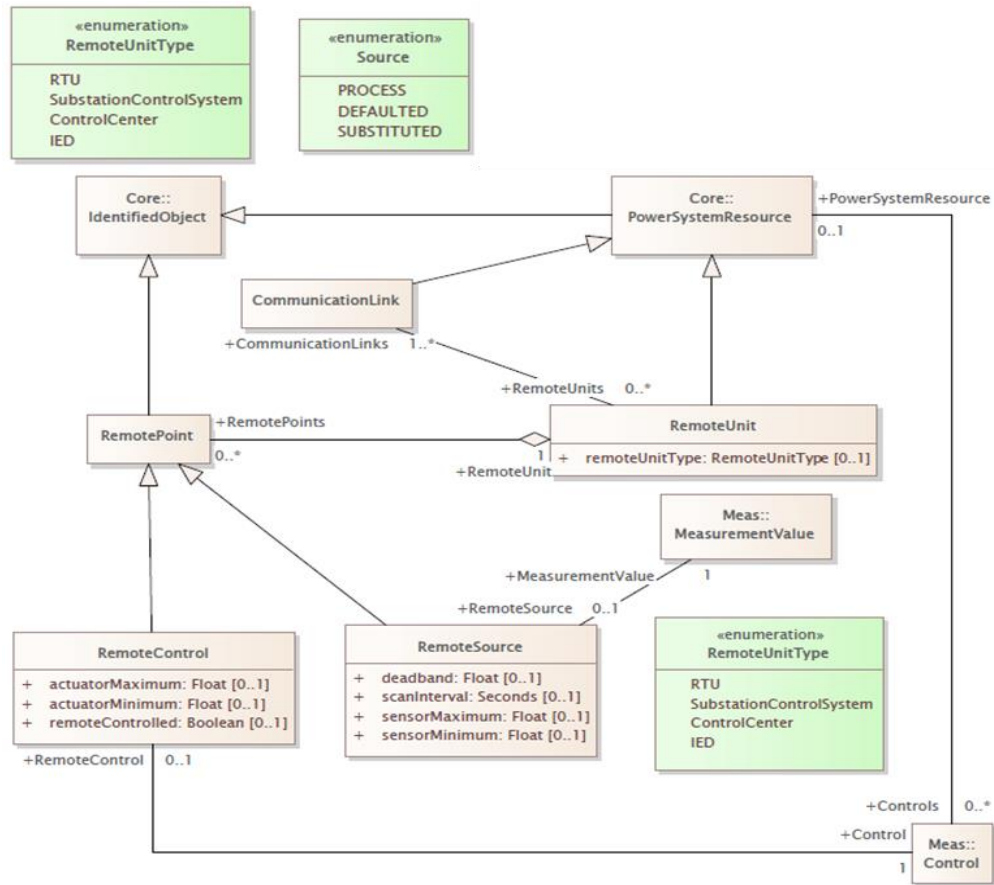 «enumeration»
RemoteUnitType
RTU
SubstationControlSystem
ControlCenter
IED
«enumeration»
Source
PROCESS
DEFAULTED
SUBSTITUTED
Core::
IdentifiedObject
Core::
PowerSystemResource
+PowerSystemResource
0..1
CommunicationLink
+CommunicationLinks 1..*
+RemoteUnits 0..*
RemotePoint
+RemotePoints
0..*
1
+RemoteUnit
RemoteUnit
+ remoteUnitType: RemoteUnitType [0..1]
Meas::
MeasurementValue
+MeasurementValue 1
+RemoteSource 0..1
RemoteControl
+ actuatorMaximum: Float [0..1]
+ actuatorMinimum: Float [0..1]
+ remoteControlled: Boolean [0..1]
RemoteSource
+ deadband: Float [0..1]
+ scanInterval: Seconds [0..1]
+ sensorMaximum: Float [0..1]
+ sensorMinimum: Float [0..1]
«enumeration»
RemoteUnitType
RTU
SubstationControlSystem
ControlCenter
IED
+RemoteControl 0..1
+Controls 0..*
+Control
1
Meas::
Control